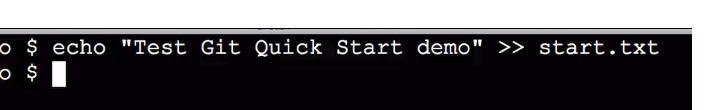 o $ echo "Test Git Quick Start demo" >> start.txt
o $